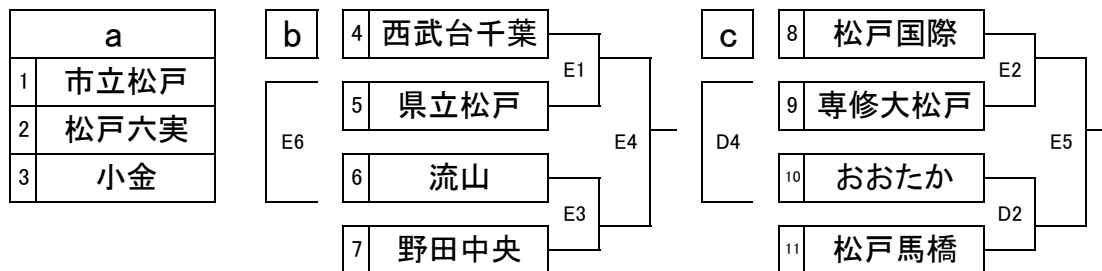 a
1 市立松戸
2 松戸六実
3 小金
b
4 西武台千葉
E1
5 県立松戸
E6
E4
6 流山
E3
7 野田中央
c
8 松戸国際
E2
9 専修大松戸
D4
E5
10 おおたか
D2
11 松戸馬橋